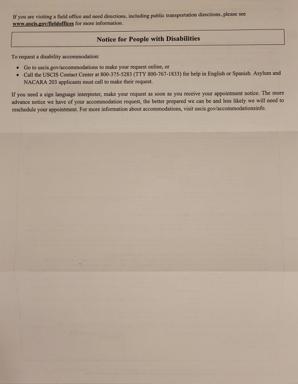 If you are visiting a field office and need directions, including public transportation directions, please see
www.uscis.gov/fieldoffices for more information.
Notice for People with Disabilities
To request a disability accommodation:
• Go to uscis.gov/accommodations to make your request online, or
• Call the USCIS Contact Center at 800-375-5283 (TTY 800-767-1833) for help in English or Spanish. Asylum and
NACARA 203 applicants must call to make their request.
If you need a sign language interpreter, make your request as soon as you receive your appointment notice. The more
advance notice we have of your accommodation request, the better prepared we can be and less likely we will need to
reschedule your appointment. For more information about accommodations, visit uscis.gov/accommodationsinfo.